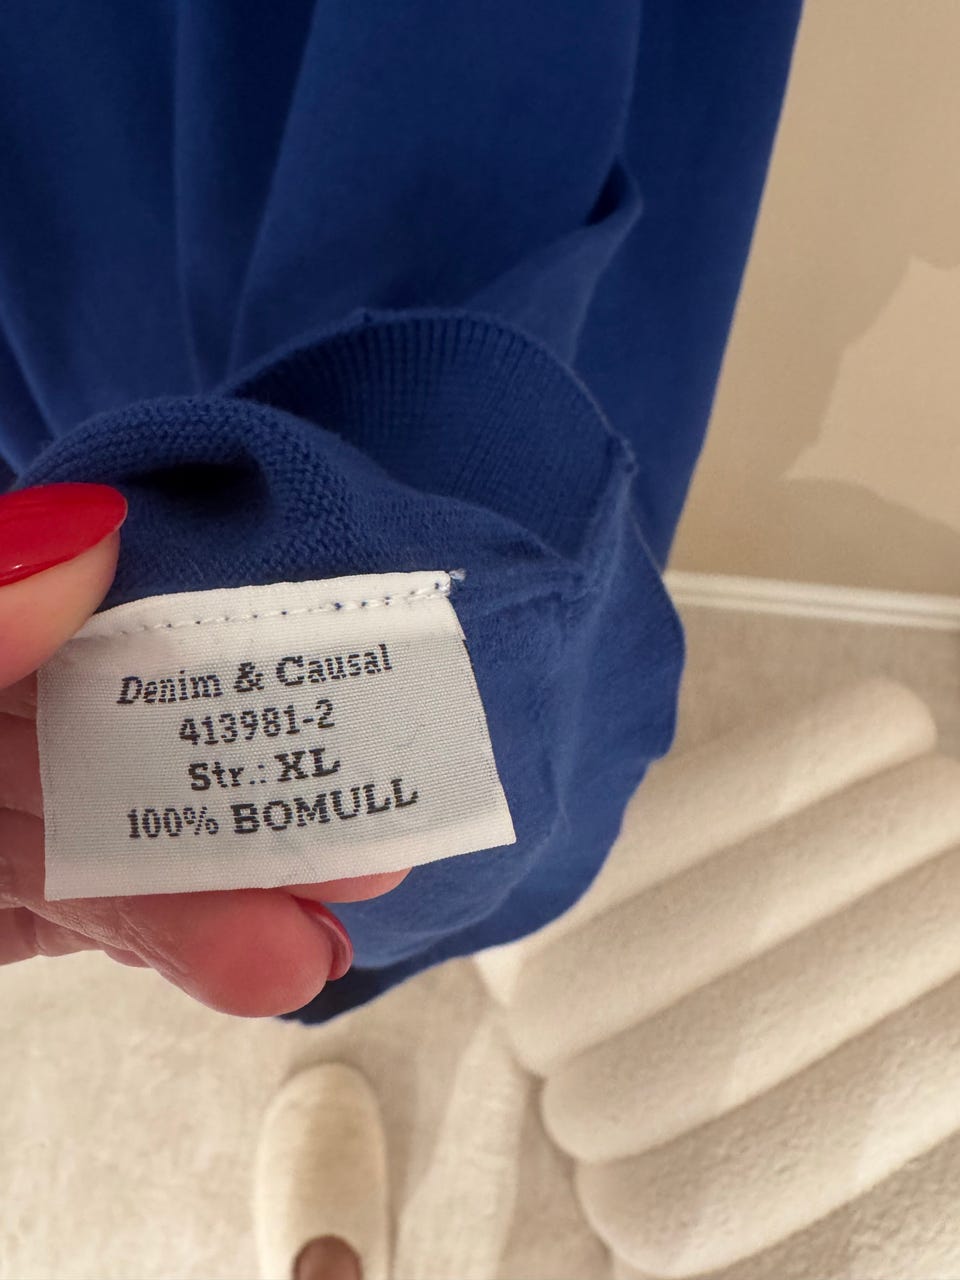 Denim & Causal
413981-2
Str.: XL
100% BOMULL